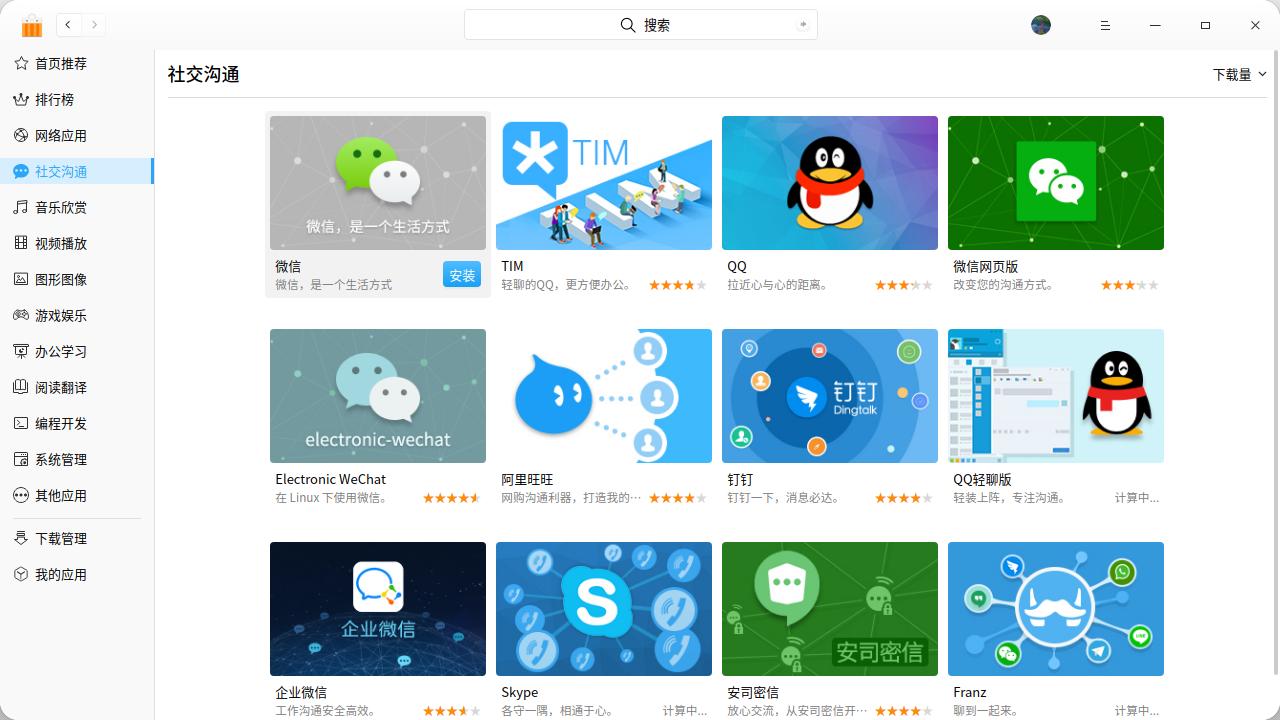 搜索
首页推荐
排行榜
网络应用
社交沟通
音乐欣赏
视频播放
图形图像
游戏娱乐
办公学习
阅读翻译
编程开发
系统管理
其他应用
下载管理
我的应用
社交沟通
下载量
微信，是一个生活方式
TIM
微信
微信，是一个生活方式
安装
TIM
轻聊的QQ，更方便办公。
QQ
拉近心与心的距离。
微信网页版
改变您的沟通方式。
electronic-wechat
钉钉
Dingtalk
Electronic WeChat
在 Linux 下使用微信。
阿里旺旺
网购沟通利器，打造我的…
钉钉
钉钉一下，消息必达。
QQ轻聊版
轻装上阵，专注沟通。
计算中...
企业微信
S
安司密信
LINE
企业微信
工作沟通安全高效。
Skype
各守一隅，相通于心。
计算中...
安司密信
放心交流，从安司密信开…
Franz
聊到一起来。
计算中...